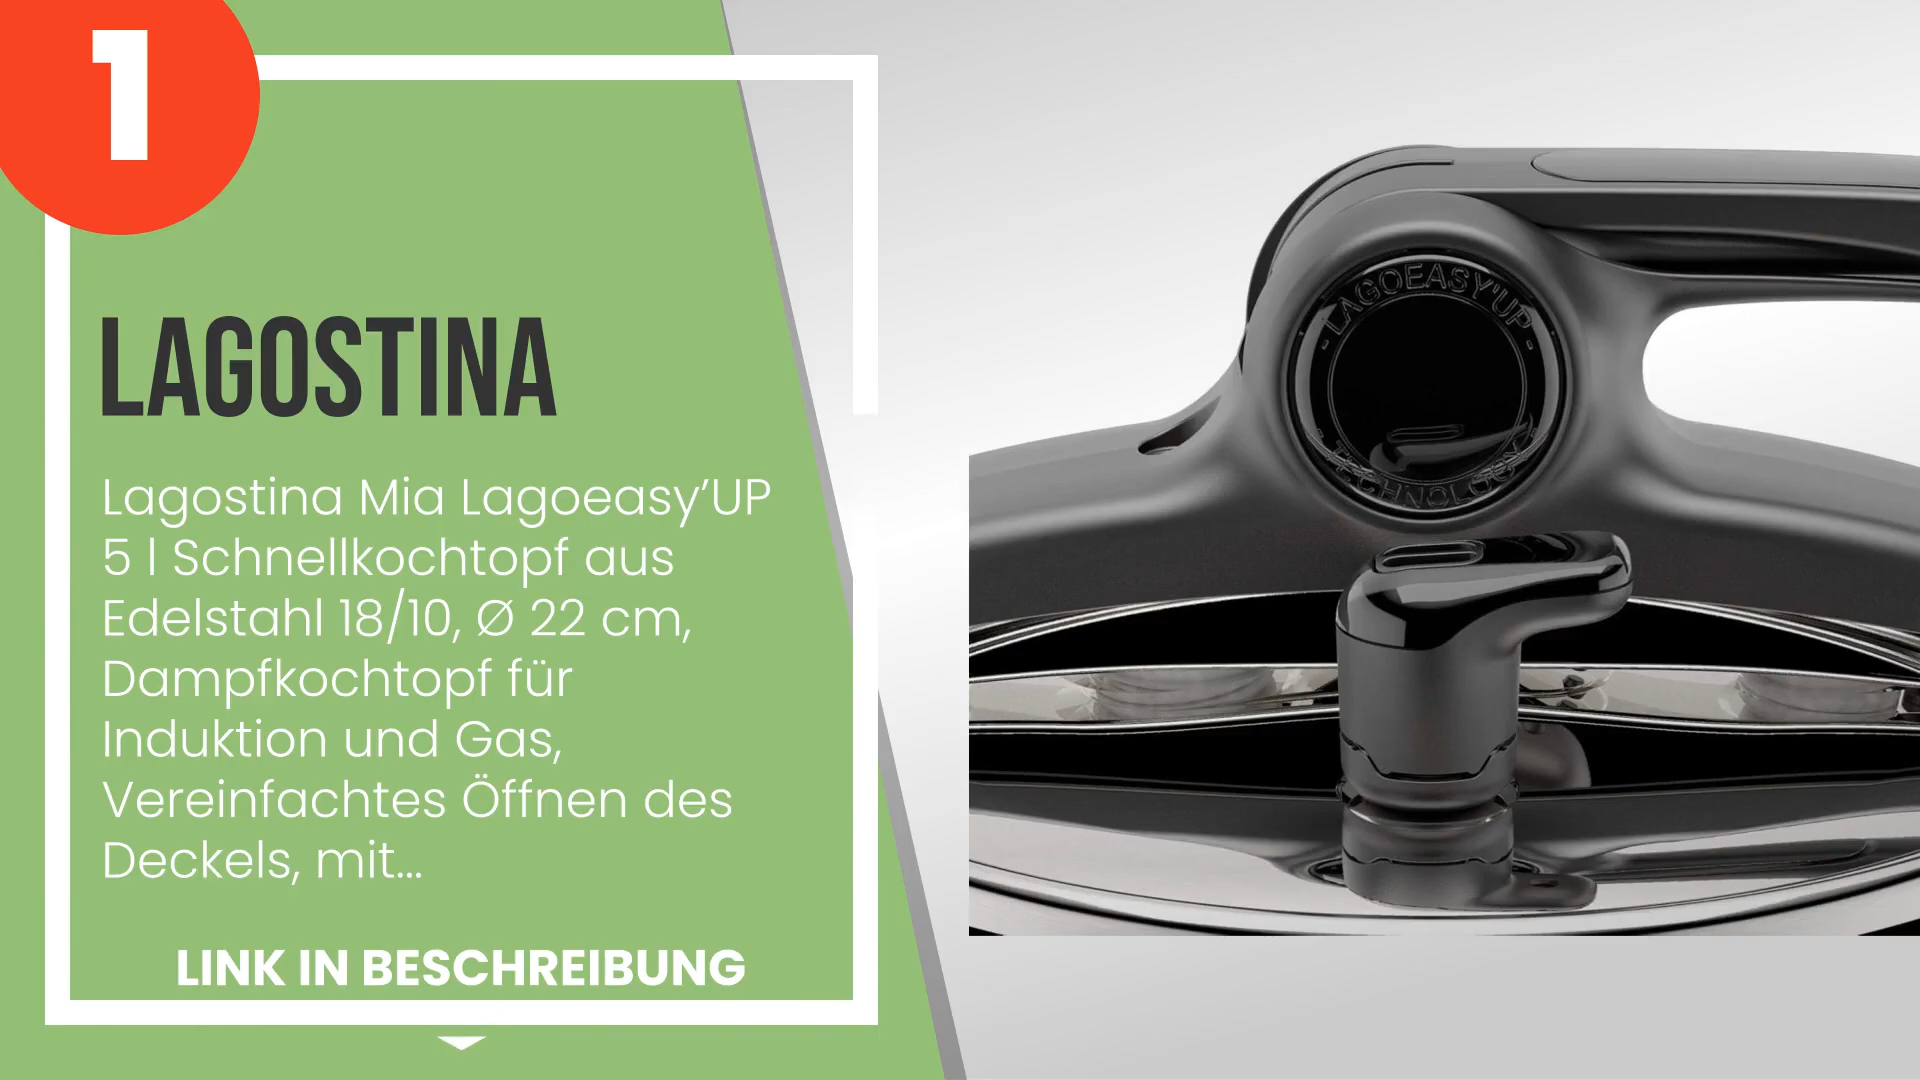 1
LAGOSTINA
Lagostina Mia Lagoeasy’UP
5 l Schnellkochtopf aus
Edelstahl 18/10, Ø 22 cm,
Dampfkochtopf für
Induktion und Gas,
Vereinfachtes Öffnen des
Deckels, mit...
LINK IN BESCHREIBUNG
- LAGOEASY'UP -
- TECHNOLOGY -